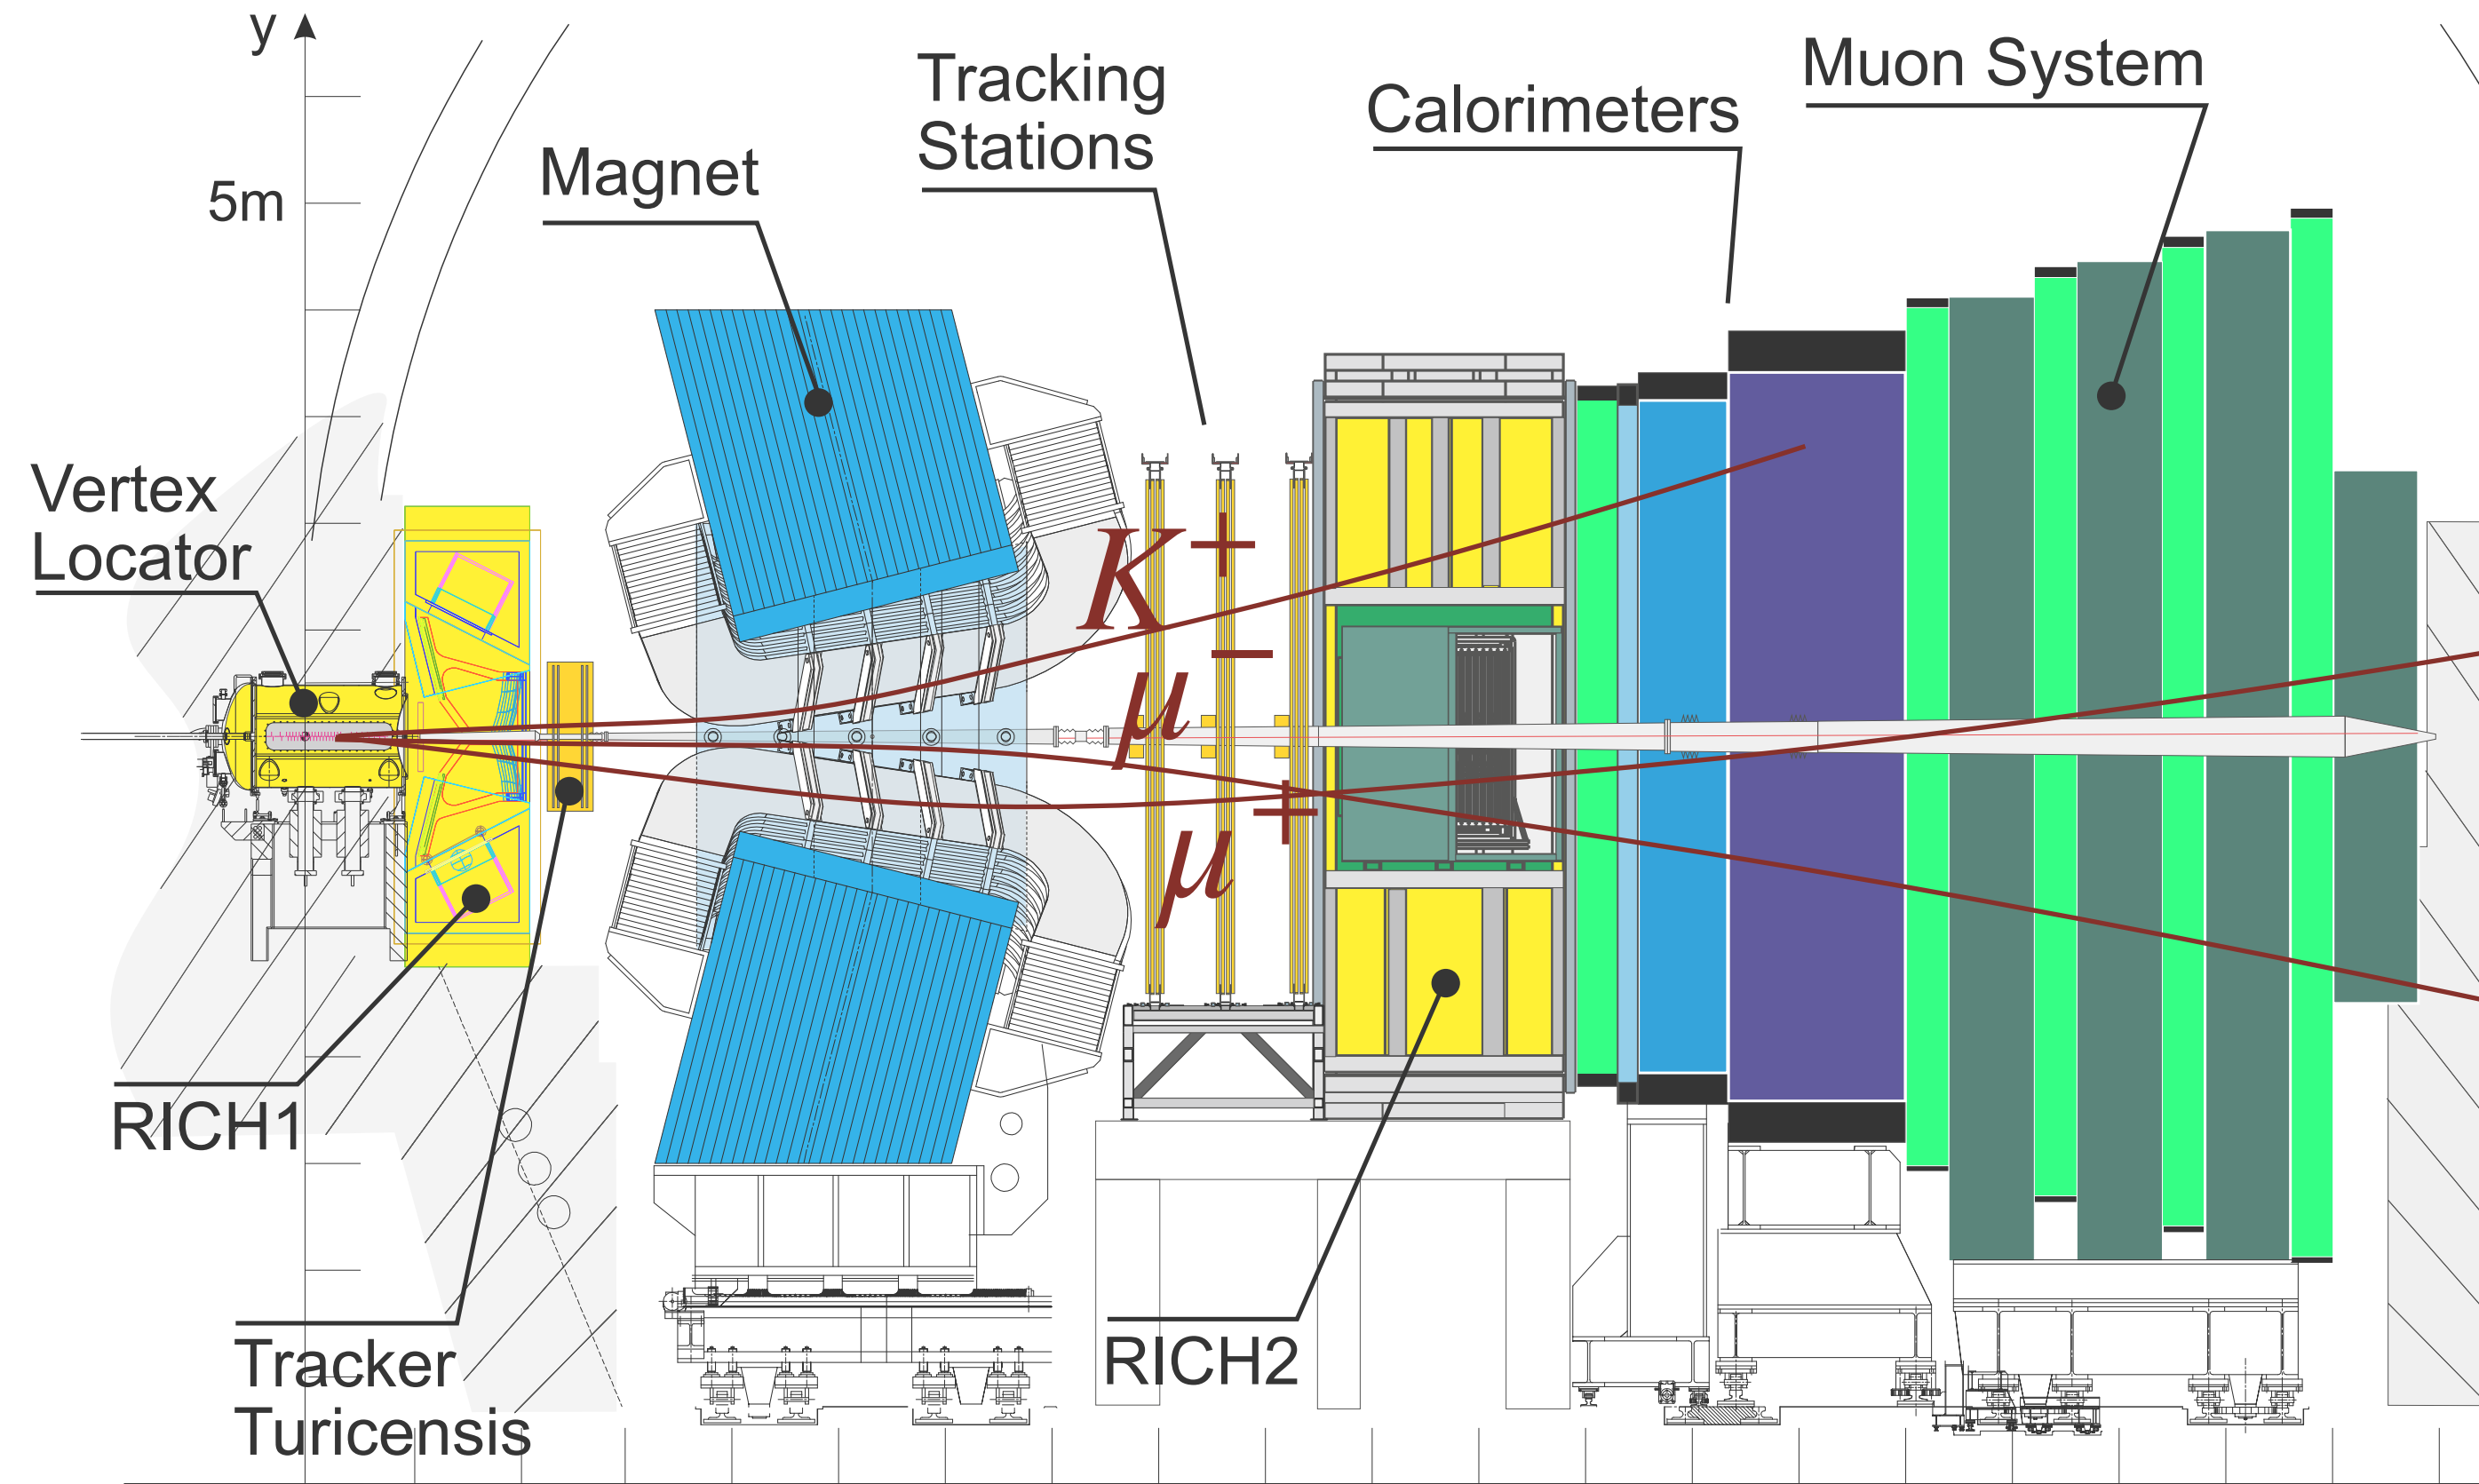 y
5m
Magnet
Tracking
Stations
Calorimeters
Muon System
Vertex
Locator
K+
μ−
μ+
RICH1
RICH2
Tracker
Turicensis